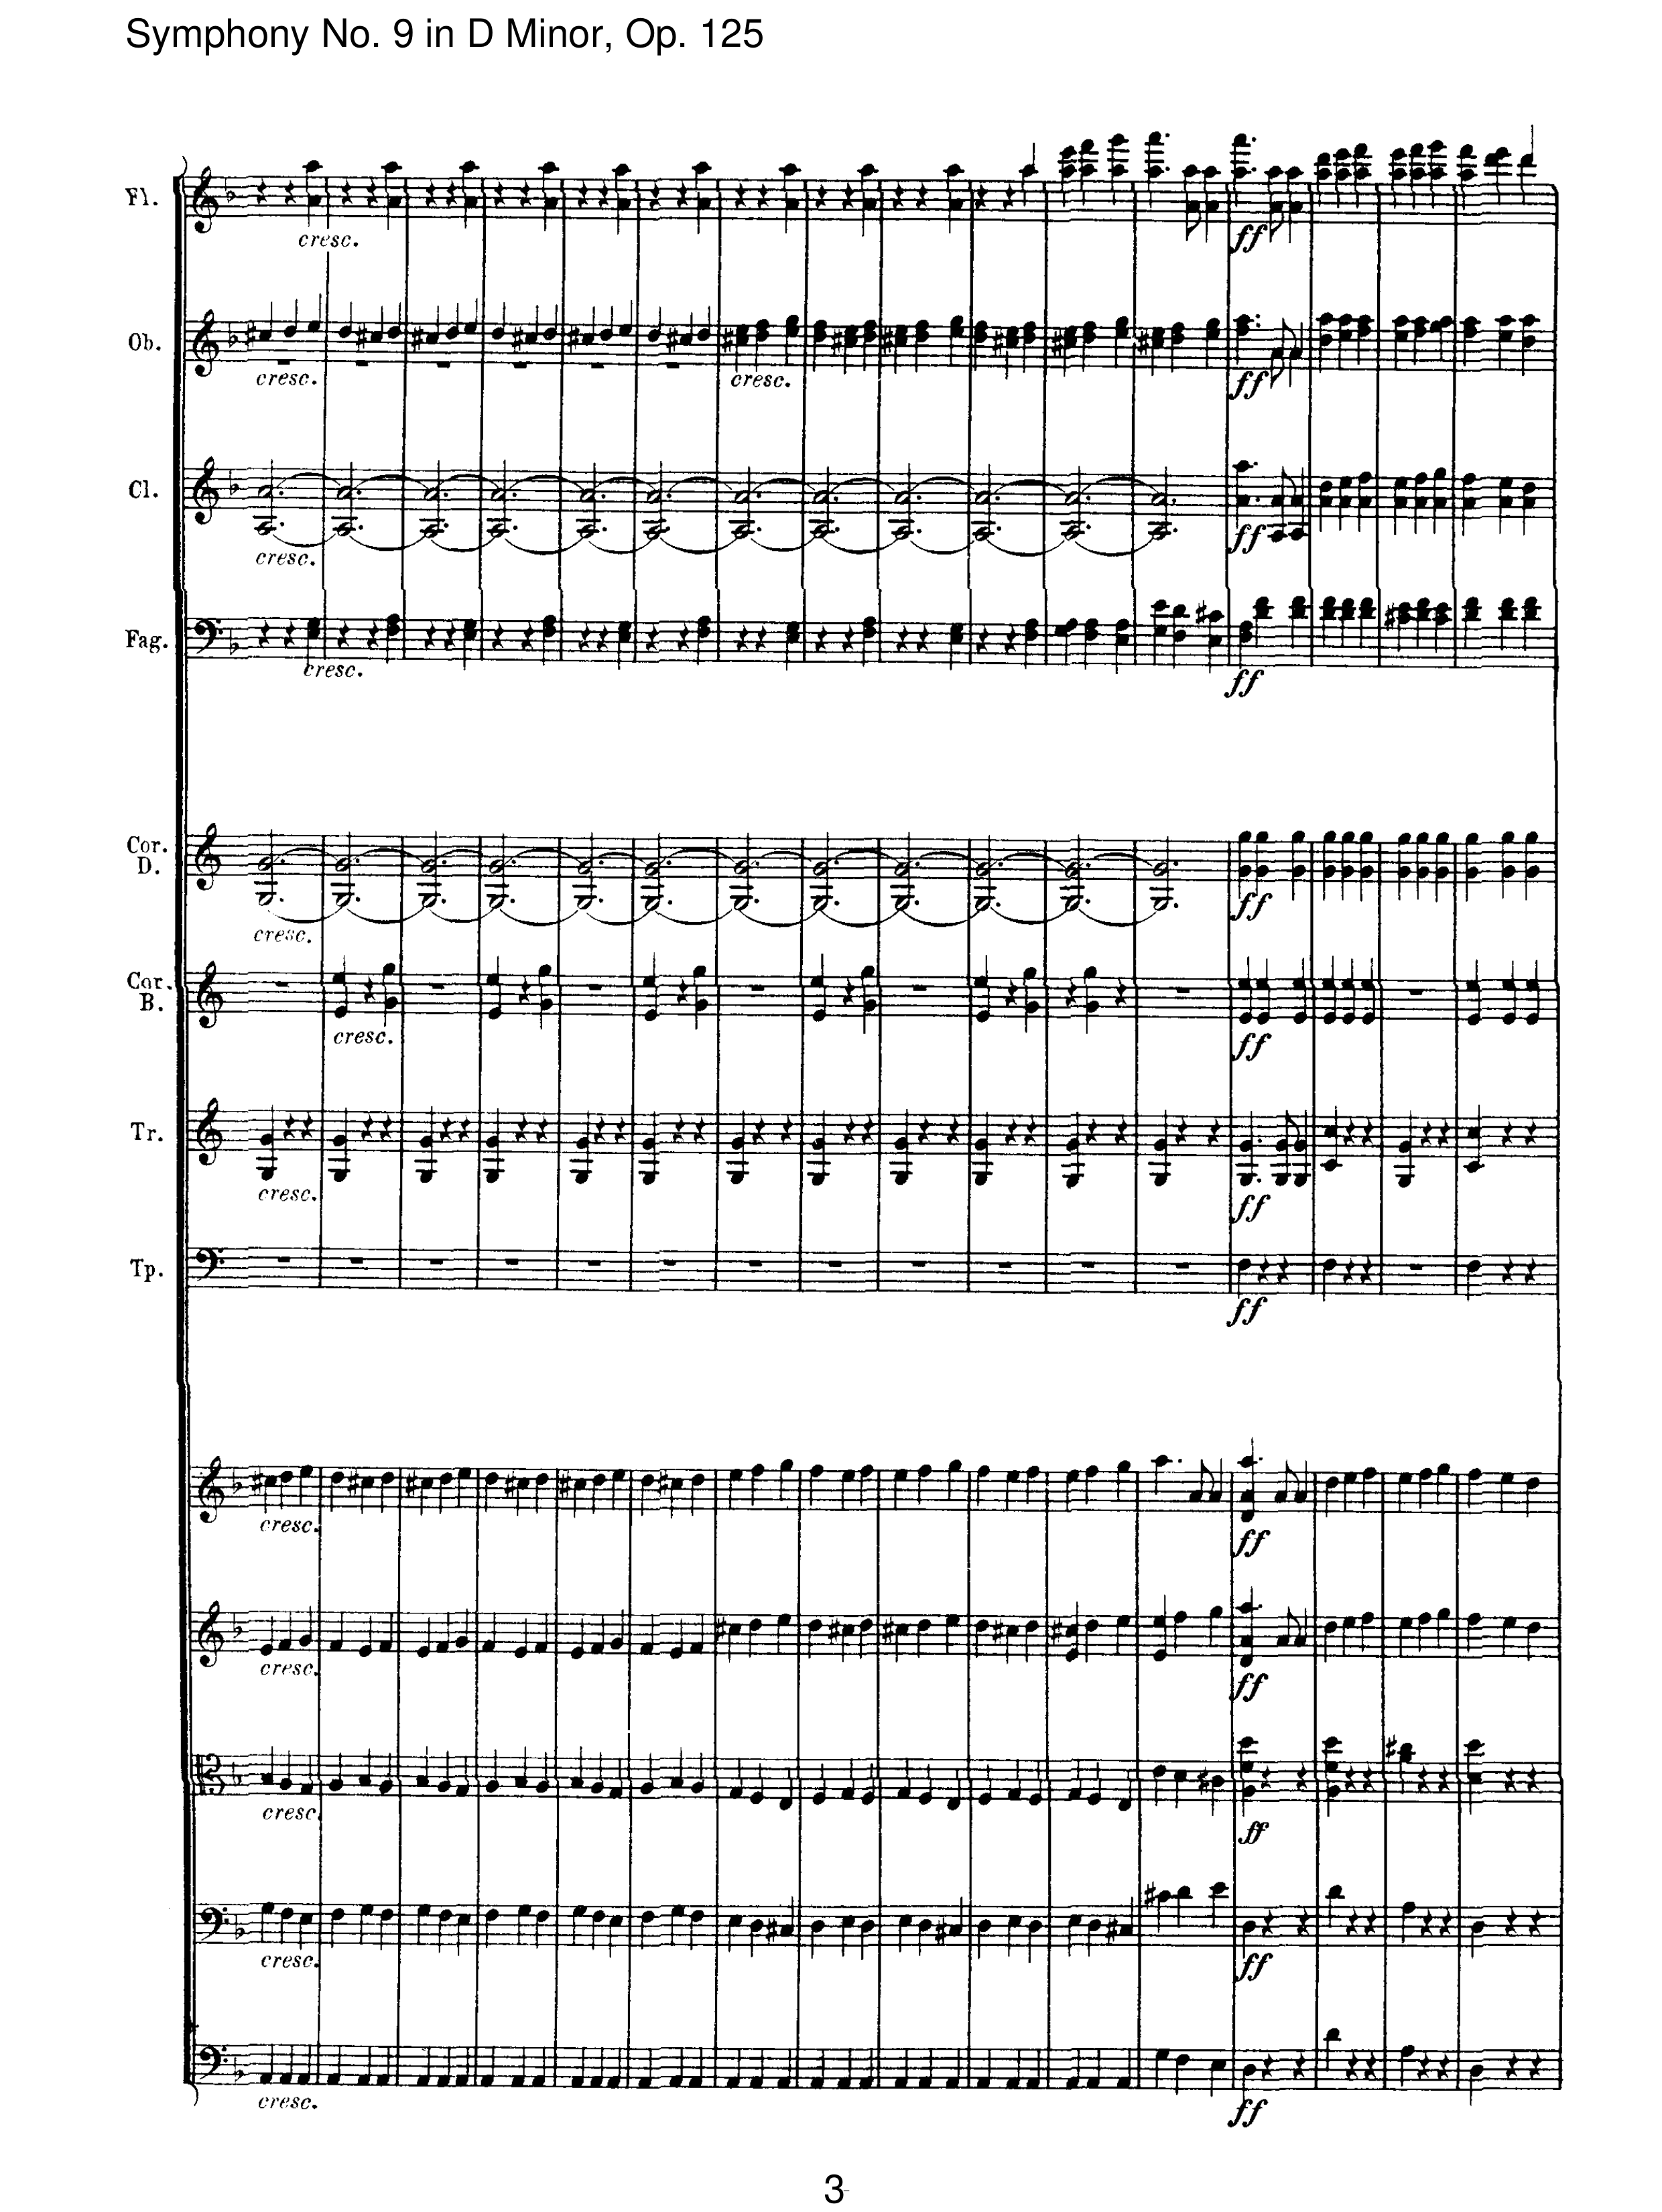 Symphony No. 9 in D Minor, Op. 125
Fl.
cresc.
Ob.
cresc.
cresc.
ff
ff
Cl.
cresc.
ff
Fag.
cresc.
ff
Cor.
D.
cresc.
ff
Cor.
B.
cresc.
ff
Tr.
cresc.
ff
Tp.
ff
cresc.
ff
cresc.
ff
cresc.
ff
cresc.
ff
cresc.
ff
3